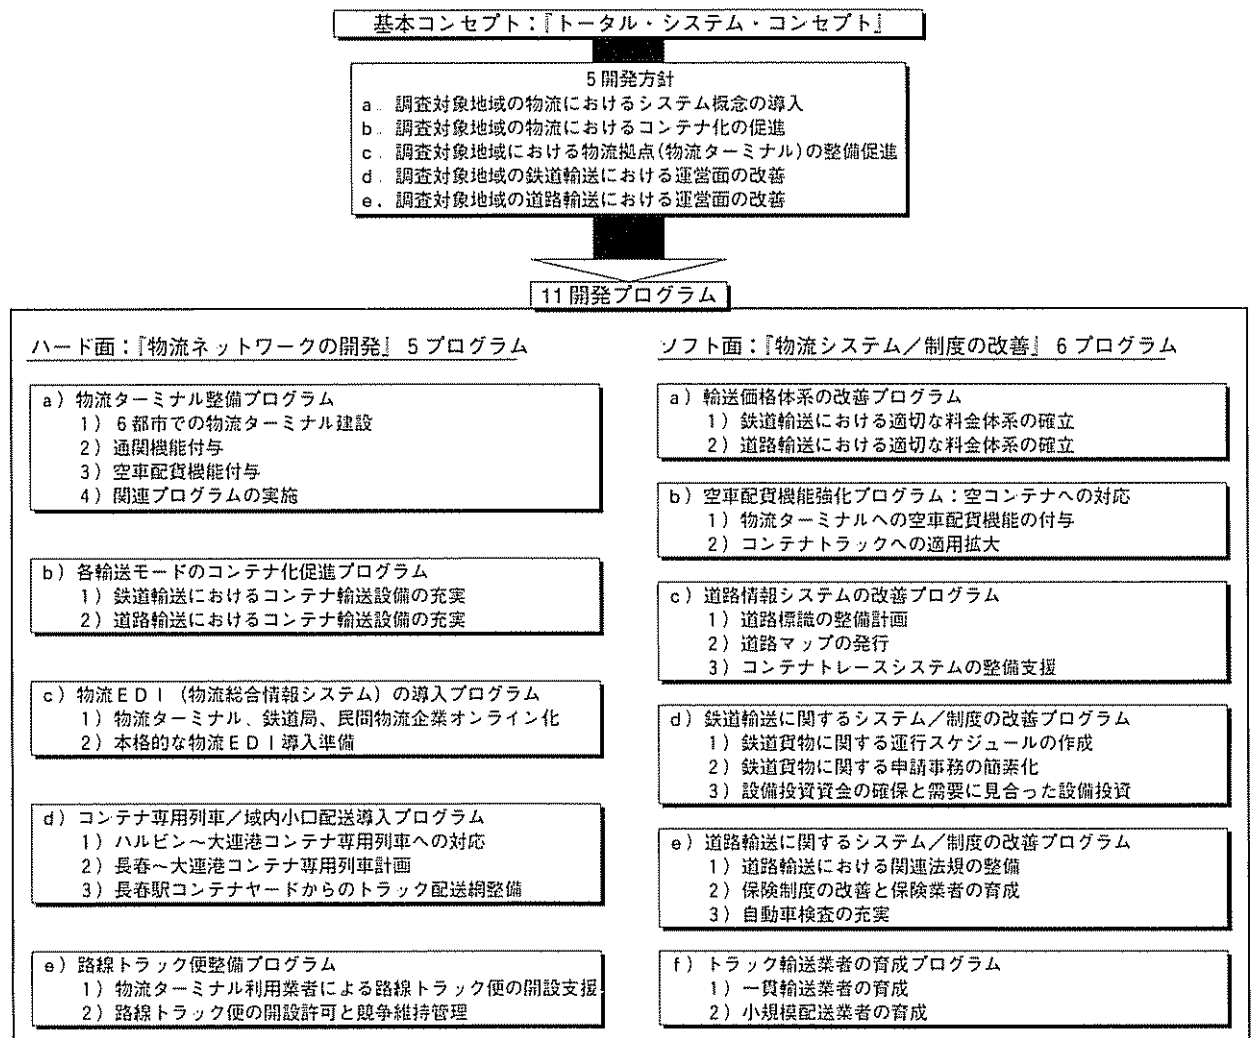 基本コンセプト：『トータル・システム・コンセプト』
5開発方針
a. 調査対象地域の物流におけるシステム概念の導入
b. 調査対象地域の物流におけるコンテナ化の促進
c. 調査対象地域における物流拠点(物流ターミナル)の整備促進
d. 調査対象地域の鉄道輸送における運営面の改善
e. 調査対象地域の道路輸送における運営面の改善
11開発プログラム
ハード面：『物流ネットワークの開発』 5プログラム
a) 物流ターミナル整備プログラム
1) 6都市での物流ターミナル建設
2) 通関機能付与
3) 空車配貨機能付与
4) 関連プログラムの実施
b) 各輸送モードのコンテナ化促進プログラム
1) 鉄道輸送におけるコンテナ輸送設備の充実
2) 道路輸送におけるコンテナ輸送設備の充実
c) 物流EDI（物流総合情報システム）の導入プログラム
1) 物流ターミナル、鉄道局、民間物流企業オンライン化
2) 本格的な物流EDI導入準備
d) コンテナ専用列車／域内小口配送導入プログラム
1) ハルビン～大連港コンテナ専用列車への対応
2) 長春～大連港コンテナ専用列車計画
3) 長春駅コンテナヤードからのトラック配送網整備
e) 路線トラック便整備プログラム
1) 物流ターミナル利用業者による路線トラック便の開設支援
2) 路線トラック便の開設許可と競争維持管理
ソフト面：『物流システム／制度の改善』 6プログラム
a) 輸送価格体系の改善プログラム
1) 鉄道輸送における適切な料金体系の確立
2) 道路輸送における適切な料金体系の確立
b) 空車配貨機能強化プログラム：空コンテナへの対応
1) 物流ターミナルへの空車配貨機能の付与
2) コンテナトラックへの適用拡大
c) 道路情報システムの改善プログラム
1) 道路標識の整備計画
2) 道路マップの発行
3) コンテナトレースシステムの整備支援
d) 鉄道輸送に関するシステム／制度の改善プログラム
1) 鉄道貨物に関する運行スケジュールの作成
2) 鉄道貨物に関する申請事務の簡素化
3) 設備投資資金の確保と需要に見合った設備投資
e) 道路輸送に関するシステム／制度の改善プログラム
1) 道路輸送における関連法規の整備
2) 保険制度の改善と保険業者の育成
3) 自動車検査の充実
f) トラック輸送業者の育成プログラム
1) 一貫輸送業者の育成
2) 小規模配送業者の育成